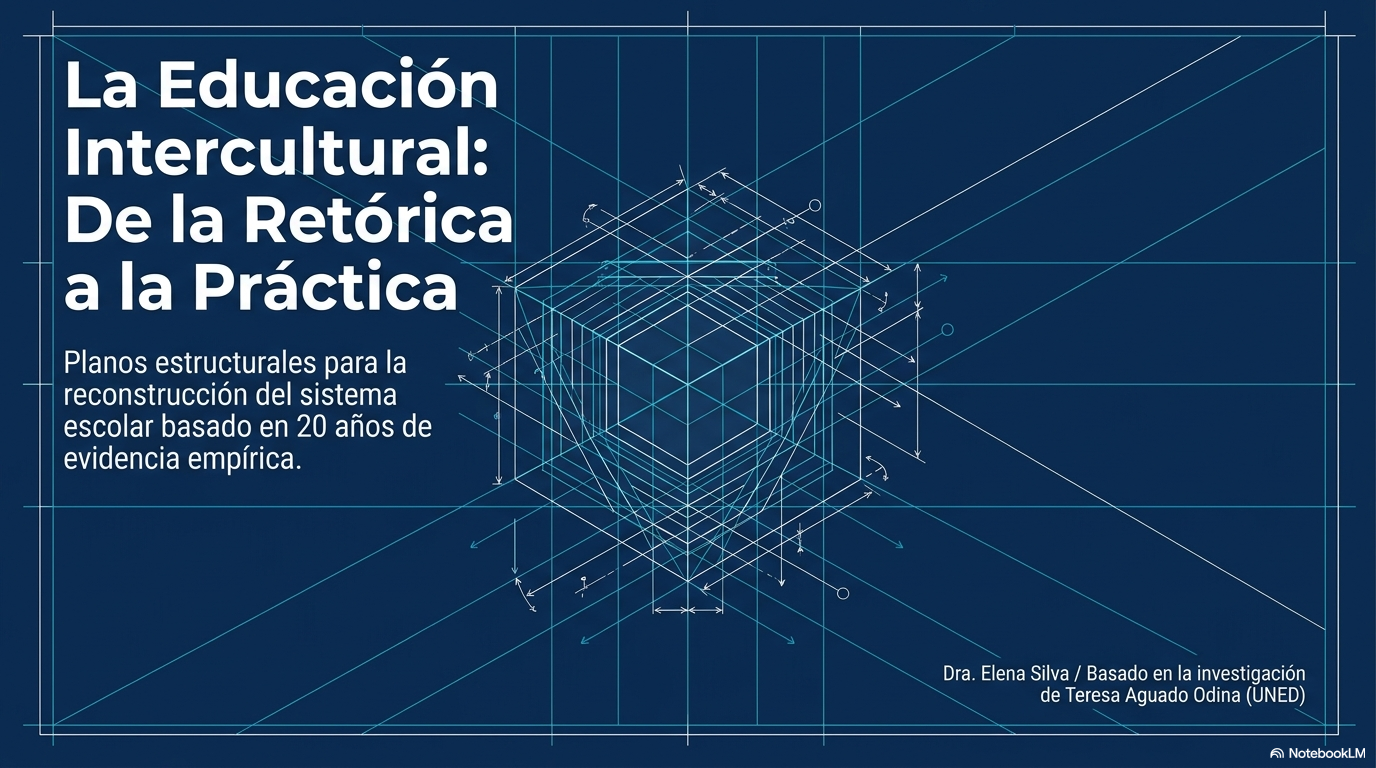 La Educación
Intercultural:
De la Retórica
a la Práctica
Planos estructurales para la
reconstrucción del sistema
escolar basado en 20 años de
evidencia empírica.
Dra. Elena Silva / Basado en la investigación
de Teresa Aguado Odina (UNED)
NotebookLM